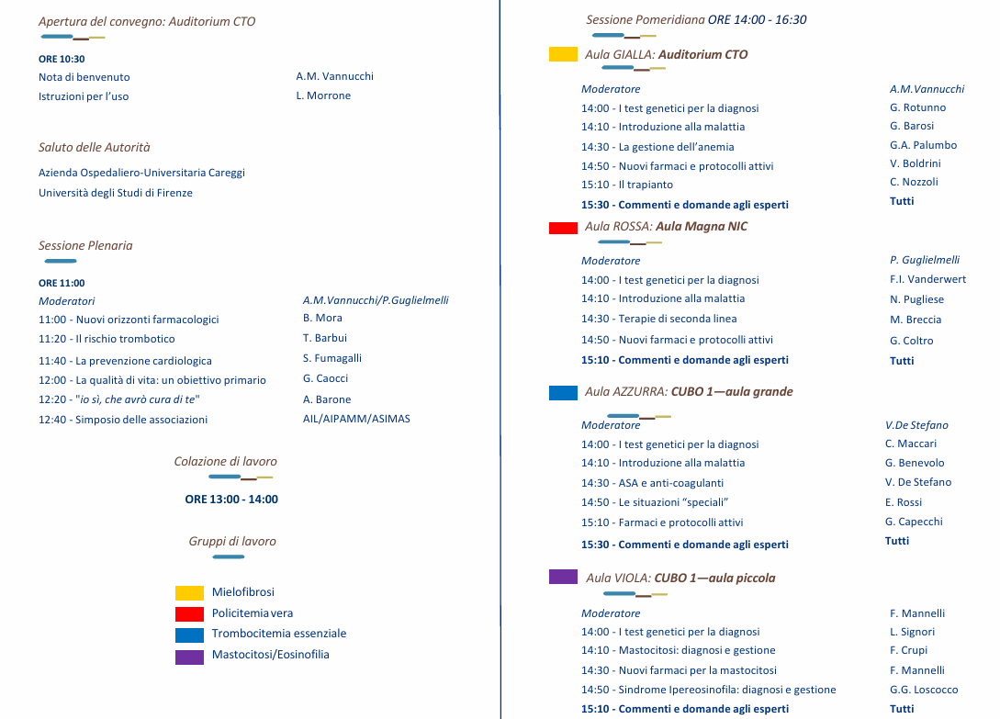 Apertura del convegno: Auditorium CTO
ORE 10:30
Nota di benvenuto A.M. Vannucchi
Istruzioni per l’uso L. Morrone
Saluto delle Autorità
Azienda Ospedaliero-Universitaria Careggi
Università degli Studi di Firenze
Sessione Plenaria
ORE 11:00
Moderatori A.M.Vannucchi/P.Guglielmelli
11:00 - Nuovi orizzonti farmacologici B. Mora
11:20 - Il rischio trombotico T. Barbui
11:40 - La prevenzione cardiologica S. Fumagalli
12:00 - La qualità di vita: un obiettivo primario G. Caocci
12:20 - "io sì, che avrò cura di te" A. Barone
12:40 - Simposio delle associazioni AIL/AIPAMM/ASIMAS
Colazione di lavoro
ORE 13:00 - 14:00
Gruppi di lavoro
Mielofibrosi
Policitemia vera
Trombocitemia essenziale
Mastocitosi/Eosinofilia
Sessione Pomeridiana ORE 14:00 - 16:30
Aula GIALLA: Auditorium CTO
Moderatore A.M.Vannucchi
14:00 - I test genetici per la diagnosi G. Rotunno
14:10 - Introduzione alla malattia G. Barosi
14:30 - La gestione dell’anemia G.A. Palumbo
14:50 - Nuovi farmaci e protocolli attivi V. Boldrini
15:10 - Il trapianto C. Nozzoli
15:30 - Commenti e domande agli esperti Tutti
Aula ROSSA: Aula Magna NIC
Moderatore P. Guglielmelli
14:00 - I test genetici per la diagnosi F.I. Vanderwert
14:10 - Introduzione alla malattia N. Pugliese
14:30 - Terapie di seconda linea M. Breccia
14:50 - Nuovi farmaci e protocolli attivi G. Coltro
15:10 - Commenti e domande agli esperti Tutti
Aula AZZURRA: CUBO 1—aula grande
Moderatore V.De Stefano
14:00 - I test genetici per la diagnosi C. Maccari
14:10 - Introduzione alla malattia G. Benevolo
14:30 - ASA e anti-coagulanti V. De Stefano
14:50 - Le situazioni “speciali” E. Rossi
15:10 - Farmaci e protocolli attivi G. Capecchi
15:30 - Commenti e domande agli esperti Tutti
Aula VIOLA: CUBO 1—aula piccola
Moderatore F. Mannelli
14:00 - I test genetici per la diagnosi L. Signori
14:10 - Mastocitosi: diagnosi e gestione F. Crupi
14:30 - Nuovi farmaci per la mastocitosi F. Mannelli
14:50 - Sindrome Ipereosinofila: diagnosi e gestione G.G. Loscocco
15:10 - Commenti e domande agli esperti Tutti